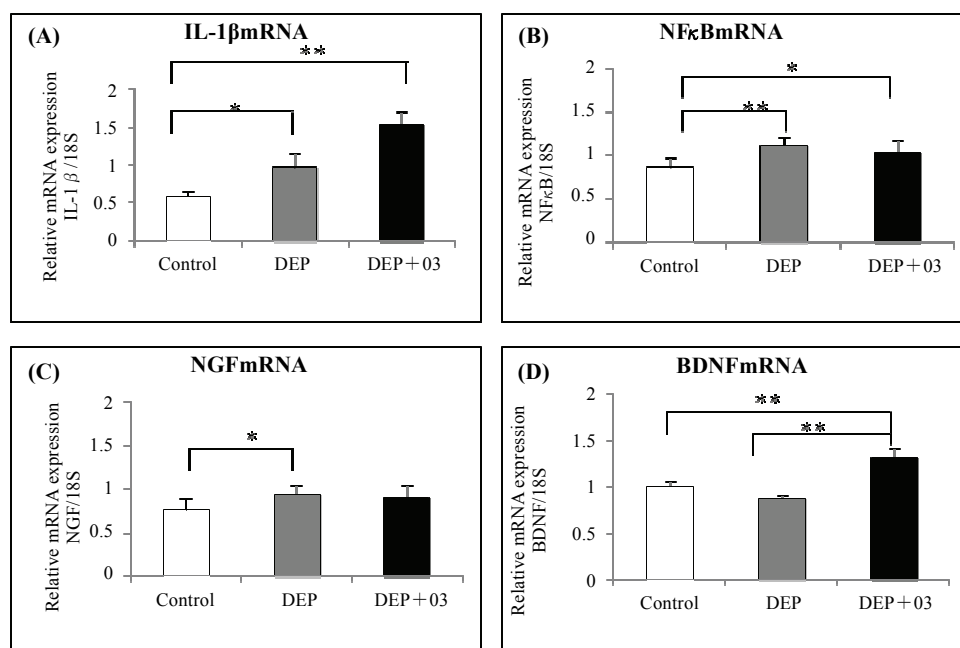 (A)
IL-1βmRNA
**
*
Relative mRNA expression
IL-1 β /18S
2
1.5
1
0.5
0
Control DEP DEP+03
(B)
NFκBmRNA
*
**
Relative mRNA expression
NFκB/18S
2
1.5
1
0.5
0
Control DEP DEP+03
(C)
NGFmRNA
*
Relative mRNA expression
NGF/18S
2
1.5
1
0.5
0
Control DEP DEP+03
(D)
BDNFmRNA
**
**
Relative mRNA expression
BDNF/18S
2
1.5
1
0.5
0
Control DEP DEP+03